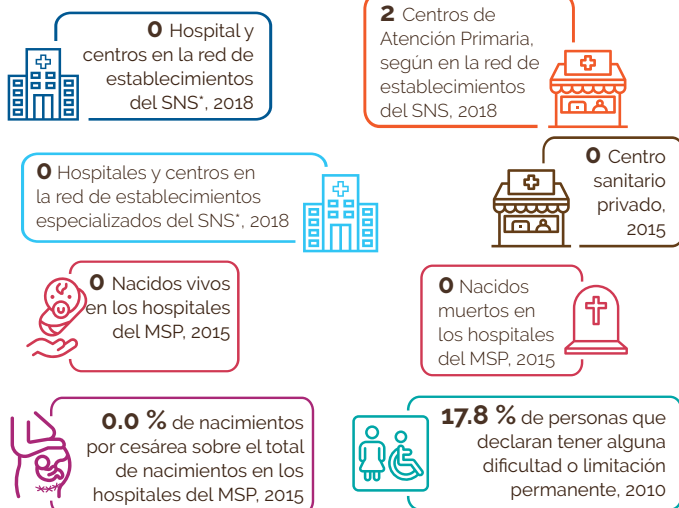 0 Hospital y
centros en la red de
establecimientos
del SNS*, 2018
2 Centros de
Atención Primaria,
según en la red de
establecimientos
del SNS, 2018
0 Hospitales y centros en
la red de establecimientos
especializados del SNS*, 2018
0 Centro
sanitario
privado,
2015
0 Nacidos vivos
en los hospitales
del MSP, 2015
0 Nacidos
muertos en
los hospitales
del MSP, 2015
0.0 % de nacimientos
por cesárea sobre el total
de nacimientos en los
hospitales del MSP, 2015
17.8 % de personas que
declaran tener alguna
dificultad o limitación
permanente, 2010